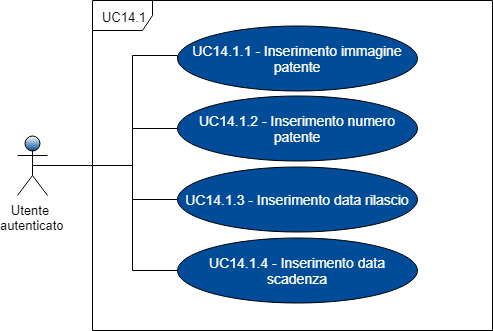 UC14.1
UC14.1.1 - Inserimento immagine
patente
UC14.1.2 - Inserimento numero
patente
UC14.1.3 - Inserimento data rilascio
UC14.1.4 - Inserimento data
scadenza
Utente
autenticato